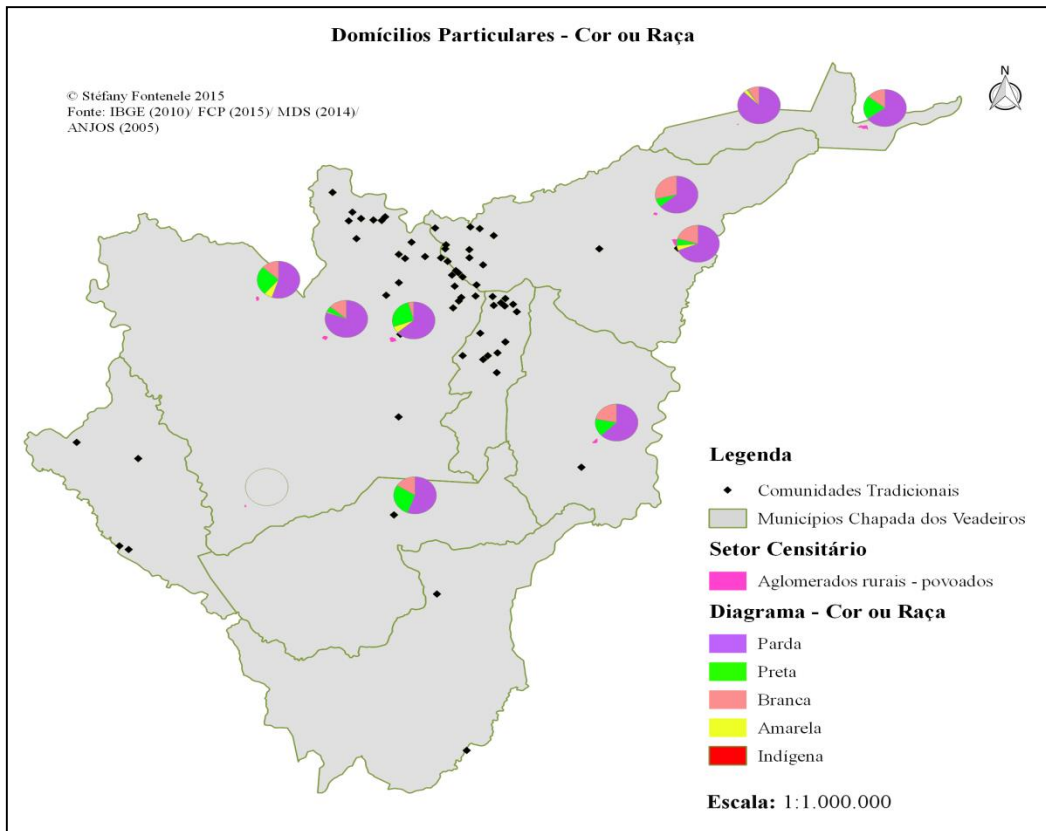 Domícilios Particulares - Cor ou Raça
© Stéfany Fontenele 2015
Fonte: IBGE (2010)/ FCP (2015)/ MDS (2014)/
ANJOS (2005)
N
Legenda
Comunidades Tradicionais
Municípios Chapada dos Veadeiros
Setor Censitário
Aglomerados rurais - povoados
Diagrama - Cor ou Raça
Parda
Preta
Branca
Amarela
Indígena
Escala: 1:1.000.000